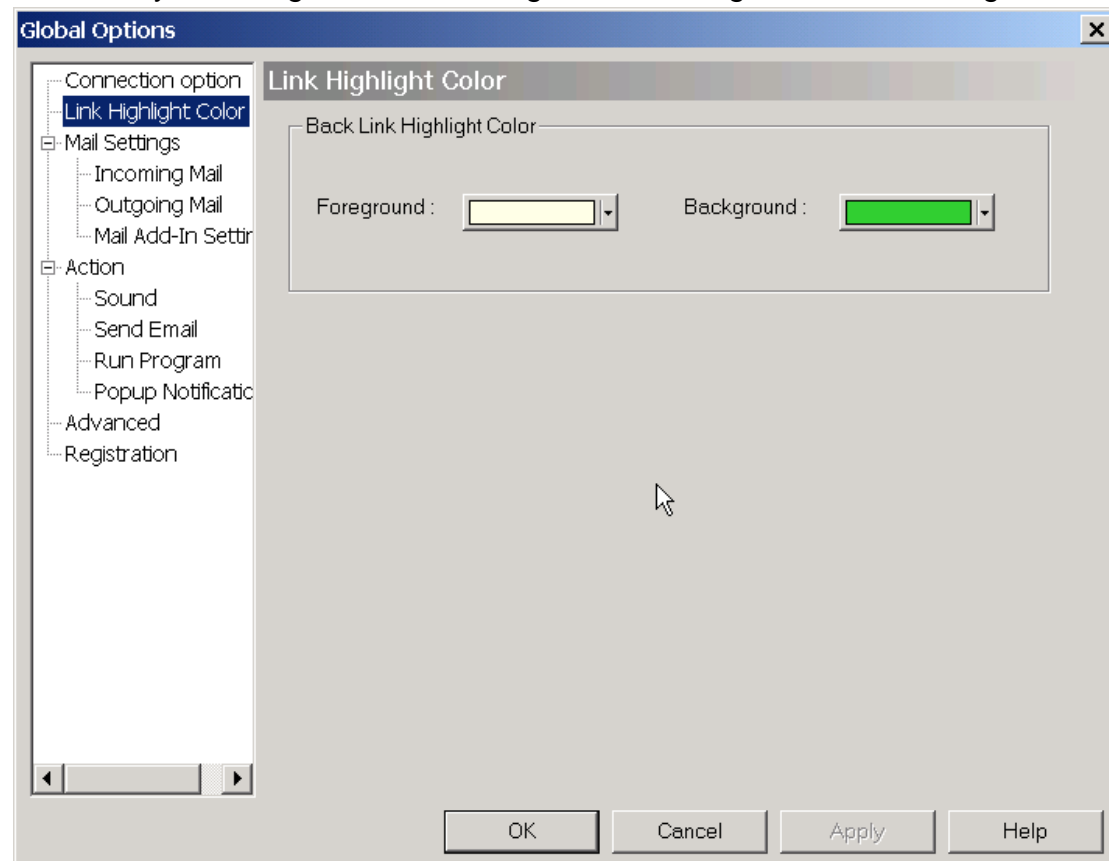 Global Options
Connection option
Link Highlight Color
Mail Settings
Incoming Mail
Outgoing Mail
Mail Add-In Settin
Action
Sound
Send Email
Run Program
Popup Notificatic
Advanced
Registration
Link Highlight Color
Back Link Highlight Color
Foreground :
Background :
OK
Cancel
Apply
Help